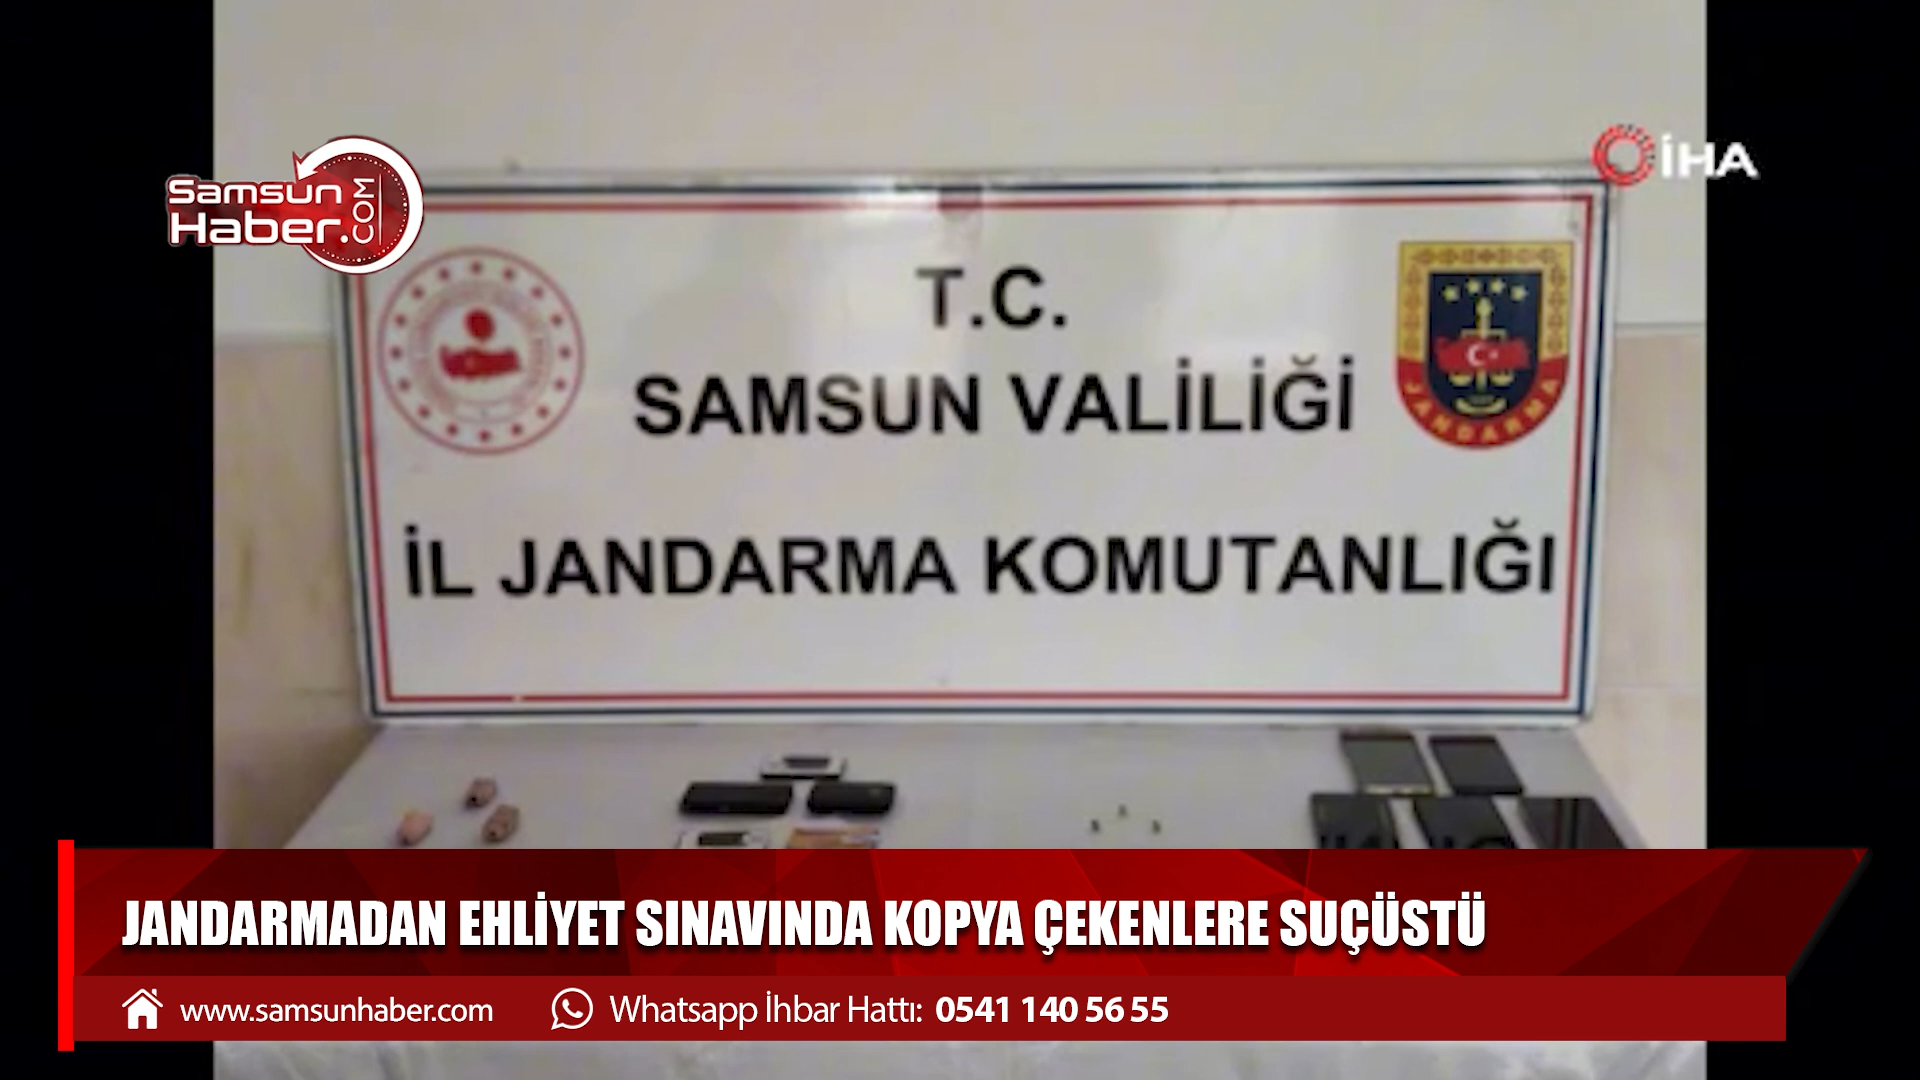 Samsun
Haber.COM
İHA
T.C.
SAMSUN VALİLİĞİ
İL JANDARMA KOMUTANLIĞI
JANDARMA
JANDARMADAN EHLİYET SINAVINDA KOPYA ÇEKENLERE SUÇÜSTÜ
www.samsunhaber.com
Whatsapp İhbar Hattı: 0541 140 56 55